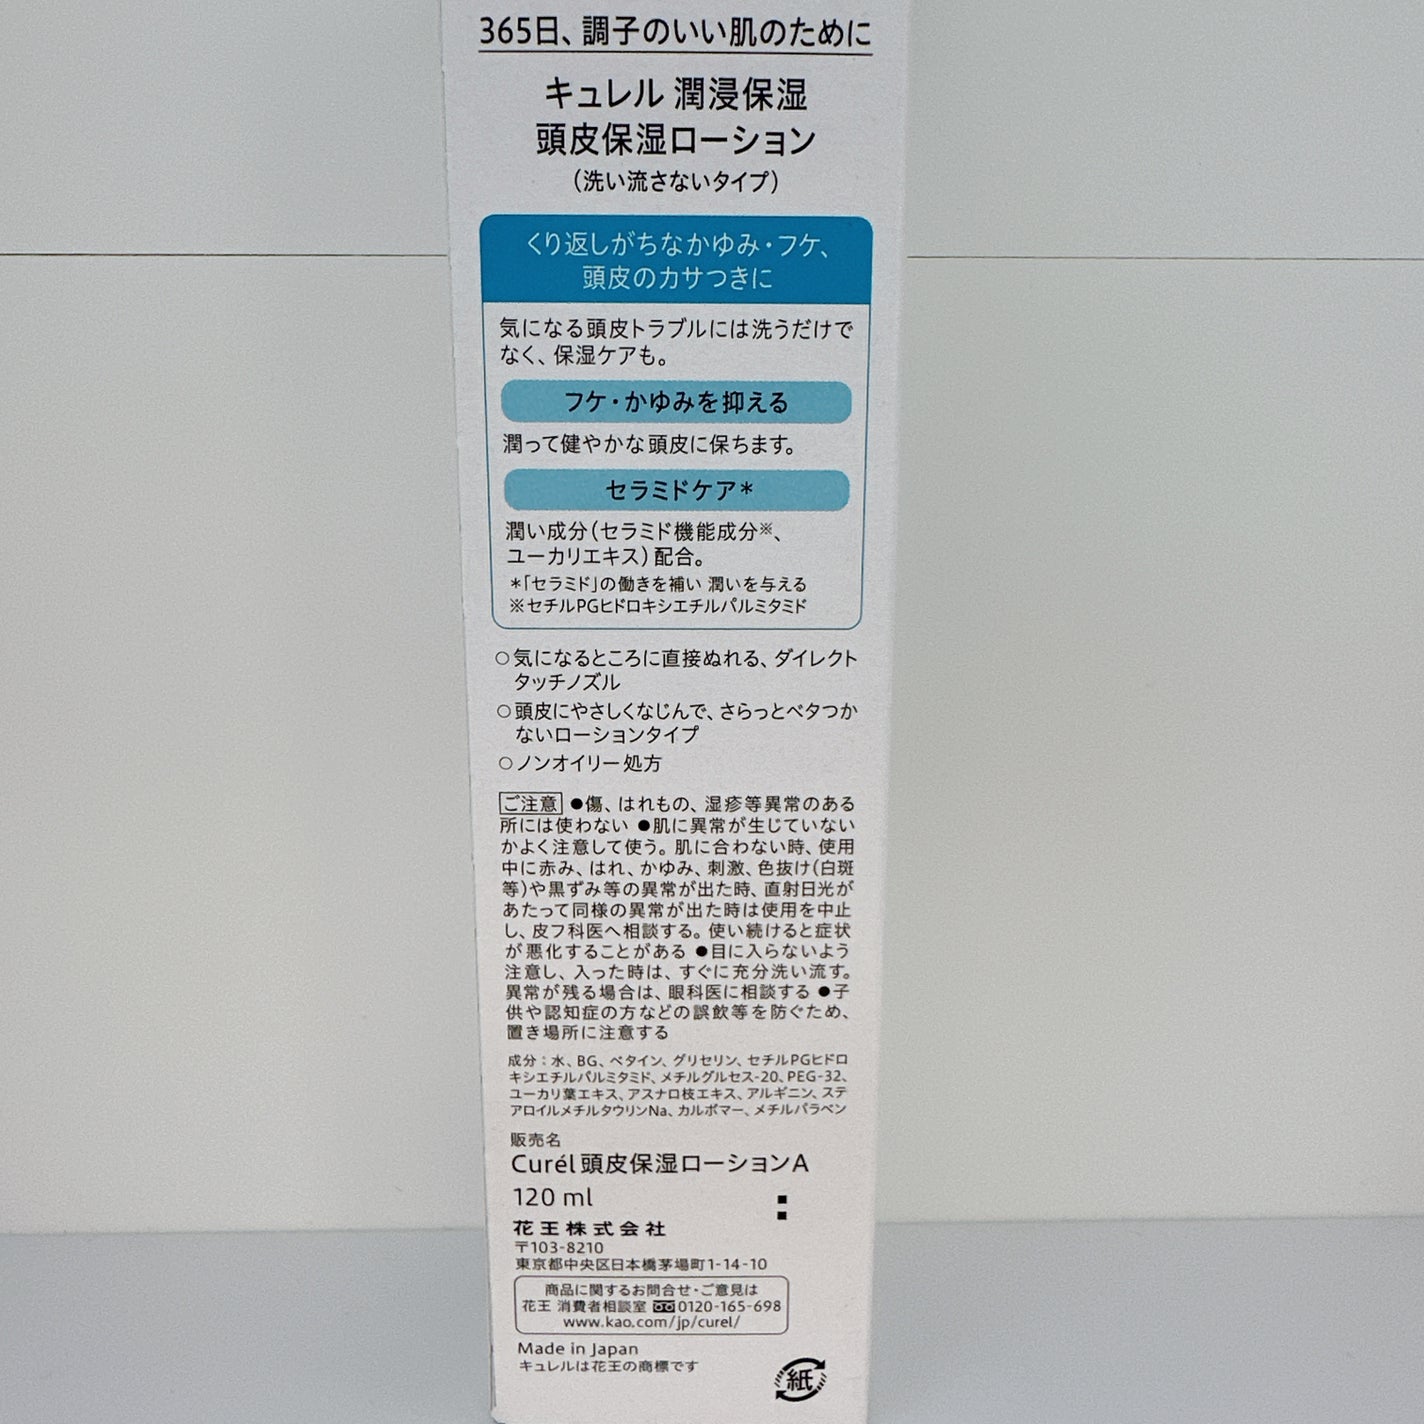 365日、調子のいい肌のために
キュレル 潤浸保湿
頭皮保湿ローション
(洗い流さないタイプ)
くり返しがちなかゆみ・フケ、
頭皮のカサつきに
気になる頭皮トラブルには洗うだけで
なく、保湿ケアも。
フケ・かゆみを抑える
潤って健やかな頭皮に保ちます。
セラミドケア*
潤い成分(セラミド機能成分※、
ユーカリエキス)配合。
*「セラミド」の働きを補い 潤いを与える
※セチルPGヒドロキシエチルパルミタミド
○気になるところに直接ぬれる、ダイレクト
タッチノズル
○頭皮にやさしくなじんで、さらっとベタつか
ないローションタイプ
○ノンオイリー処方
ご注意 ●傷、はれもの、湿疹等異常のある
所には使わない ●肌に異常が生じていない
かよく注意して使う。肌に合わない時、使用
中に赤み、はれ、かゆみ、刺激、色抜け(白斑
等)や黒ずみ等の異常が出た時、直射日光が
あたって同様の異常が出た時は使用を中止
し、皮フ科医へ相談する。使い続けると症状
が悪化することがある ●目に入らないよう
注意し、入った時は、すぐに充分洗い流す。
異常が残る場合は、眼科医に相談する ●子
供や認知症の方などの誤飲等を防ぐため、
置き場所に注意する
成分:水、BG、ベタイン、グリセリン、セチルPGヒドロ
キシエチルパルミタミド、メチルグルセス-20、PEG-32、
ユーカリ葉エキス、アスナロ枝エキス、アルギニン、ステ
アロイルメチルタウリンNa、カルボマー、メチルパラベン
販売名
Curél 頭皮保湿ローションA
120 ml
花王株式会社
〒103-8210
東京都中央区日本橋茅場町1-14-10
商品に関するお問合せ・ご意見は
花王 消費者相談室 0120-165-698
www.kao.com/jp/curel/
Made in Japan
キュレルは花王の商標です
紙